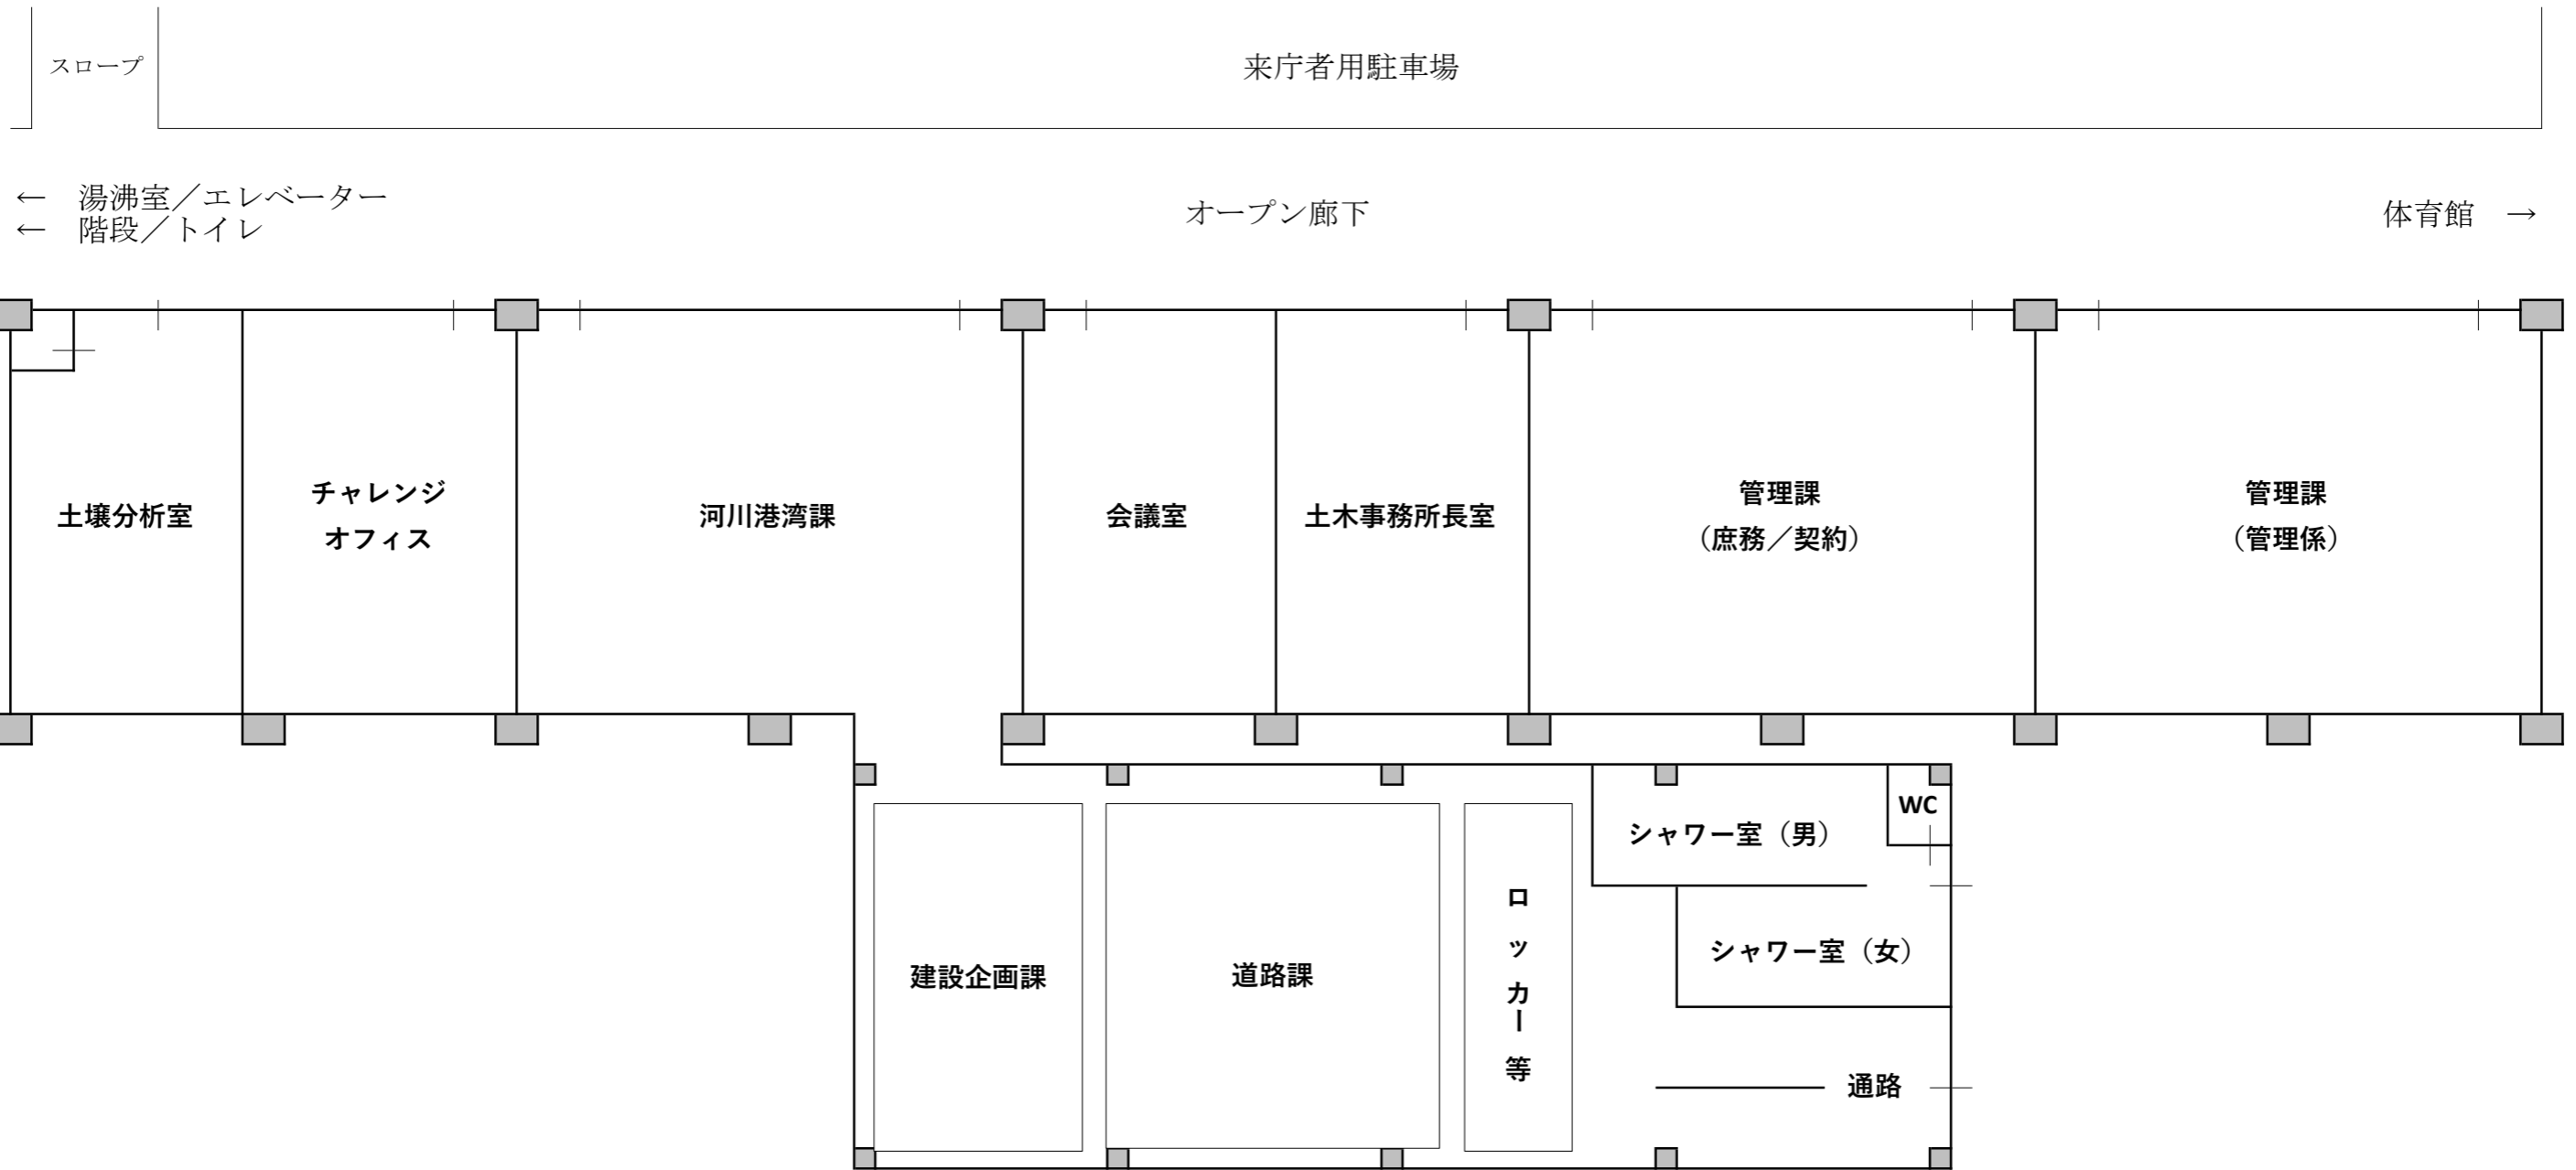 スロープ
来庁者用駐車場
← 湯沸室／エレベーター
← 階段／トイレ
オープン廊下
体育館 →
土壌分析室
チャレンジ
オフィス
河川港湾課
会議室
土木事務所長室
管理課
（庶務／契約）
管理課
（管理係）
WC
シャワー室（男）
シャワー室（女）
建設企画課
道路課
ロッカー等
通路